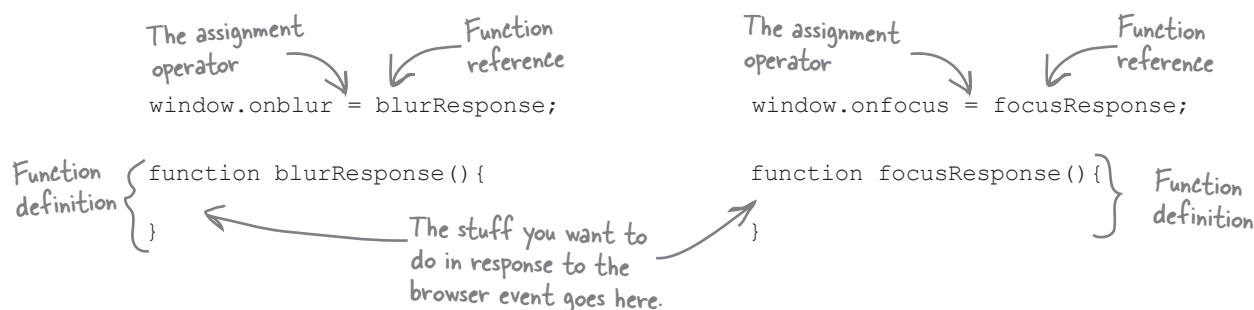 The assignment
operator
Function
reference
window.onblur = blurResponse;
Function
definition
function blurResponse(){
}
The assignment
operator
Function
reference
window.onfocus = focusResponse;
function focusResponse(){
}
Function
definition
The stuff you want to
do in response to the
browser event goes here.